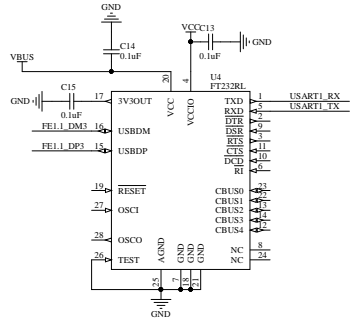 GND
VCC C13
0.1uF
GND
C14
0.1uF
VBUS
C15
GND
0.1uF
20
4
U4
FT232RL
17 3V3OUT
VCC
VCCIO
TXD 1 USART1_RX
RXD 5 USART1_TX
DTR 2
FE1.1_DM3 16 USBDM
DSR 9
RTS 3
FE1.1_DP3 15 USBDP
CTS 11
DCD 10
RI 6
19 RESET
CBUS0 23
CBUS1 22
27 OSCI
CBUS2 13
CBUS3 14
28 OSCO
CBUS4 12
26 TEST
AGND
GND
GND
GND
NC 8
NC 24
25
7
18
21
GND